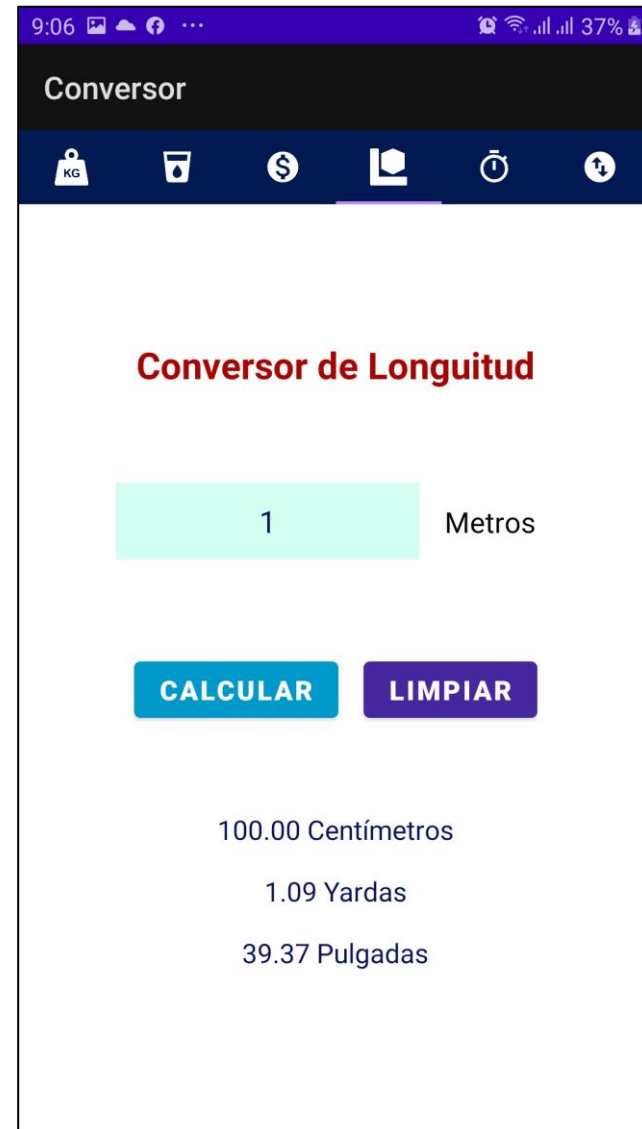 9:06 37%
Conversor
KG
Conversor de Longuitud
1 Metros
CALCULAR LIMPIAR
100.00 Centímetros
1.09 Yardas
39.37 Pulgadas